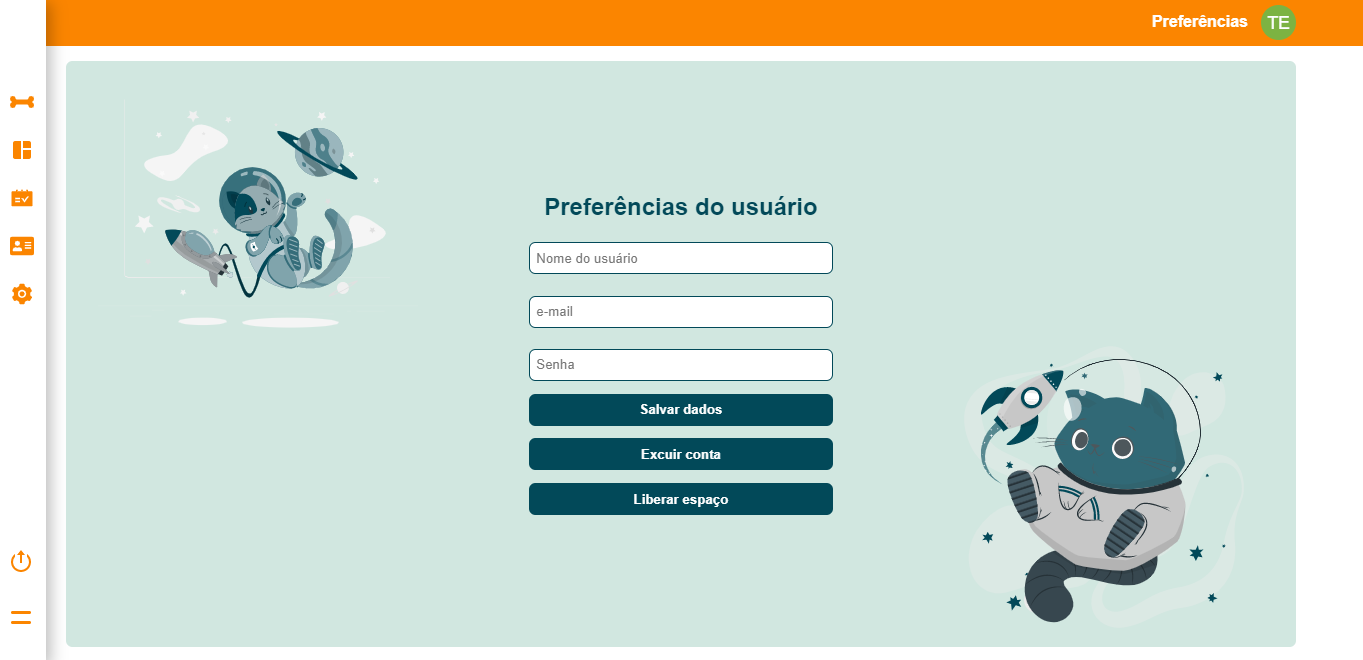 Preferências
TE
Preferências do usuário
Nome do usuário
e-mail
Senha
Salvar dados
Excuir conta
Liberar espaço